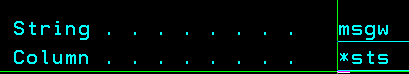 String . . . . . . . . msgw
Column . . . . . . . . *sts